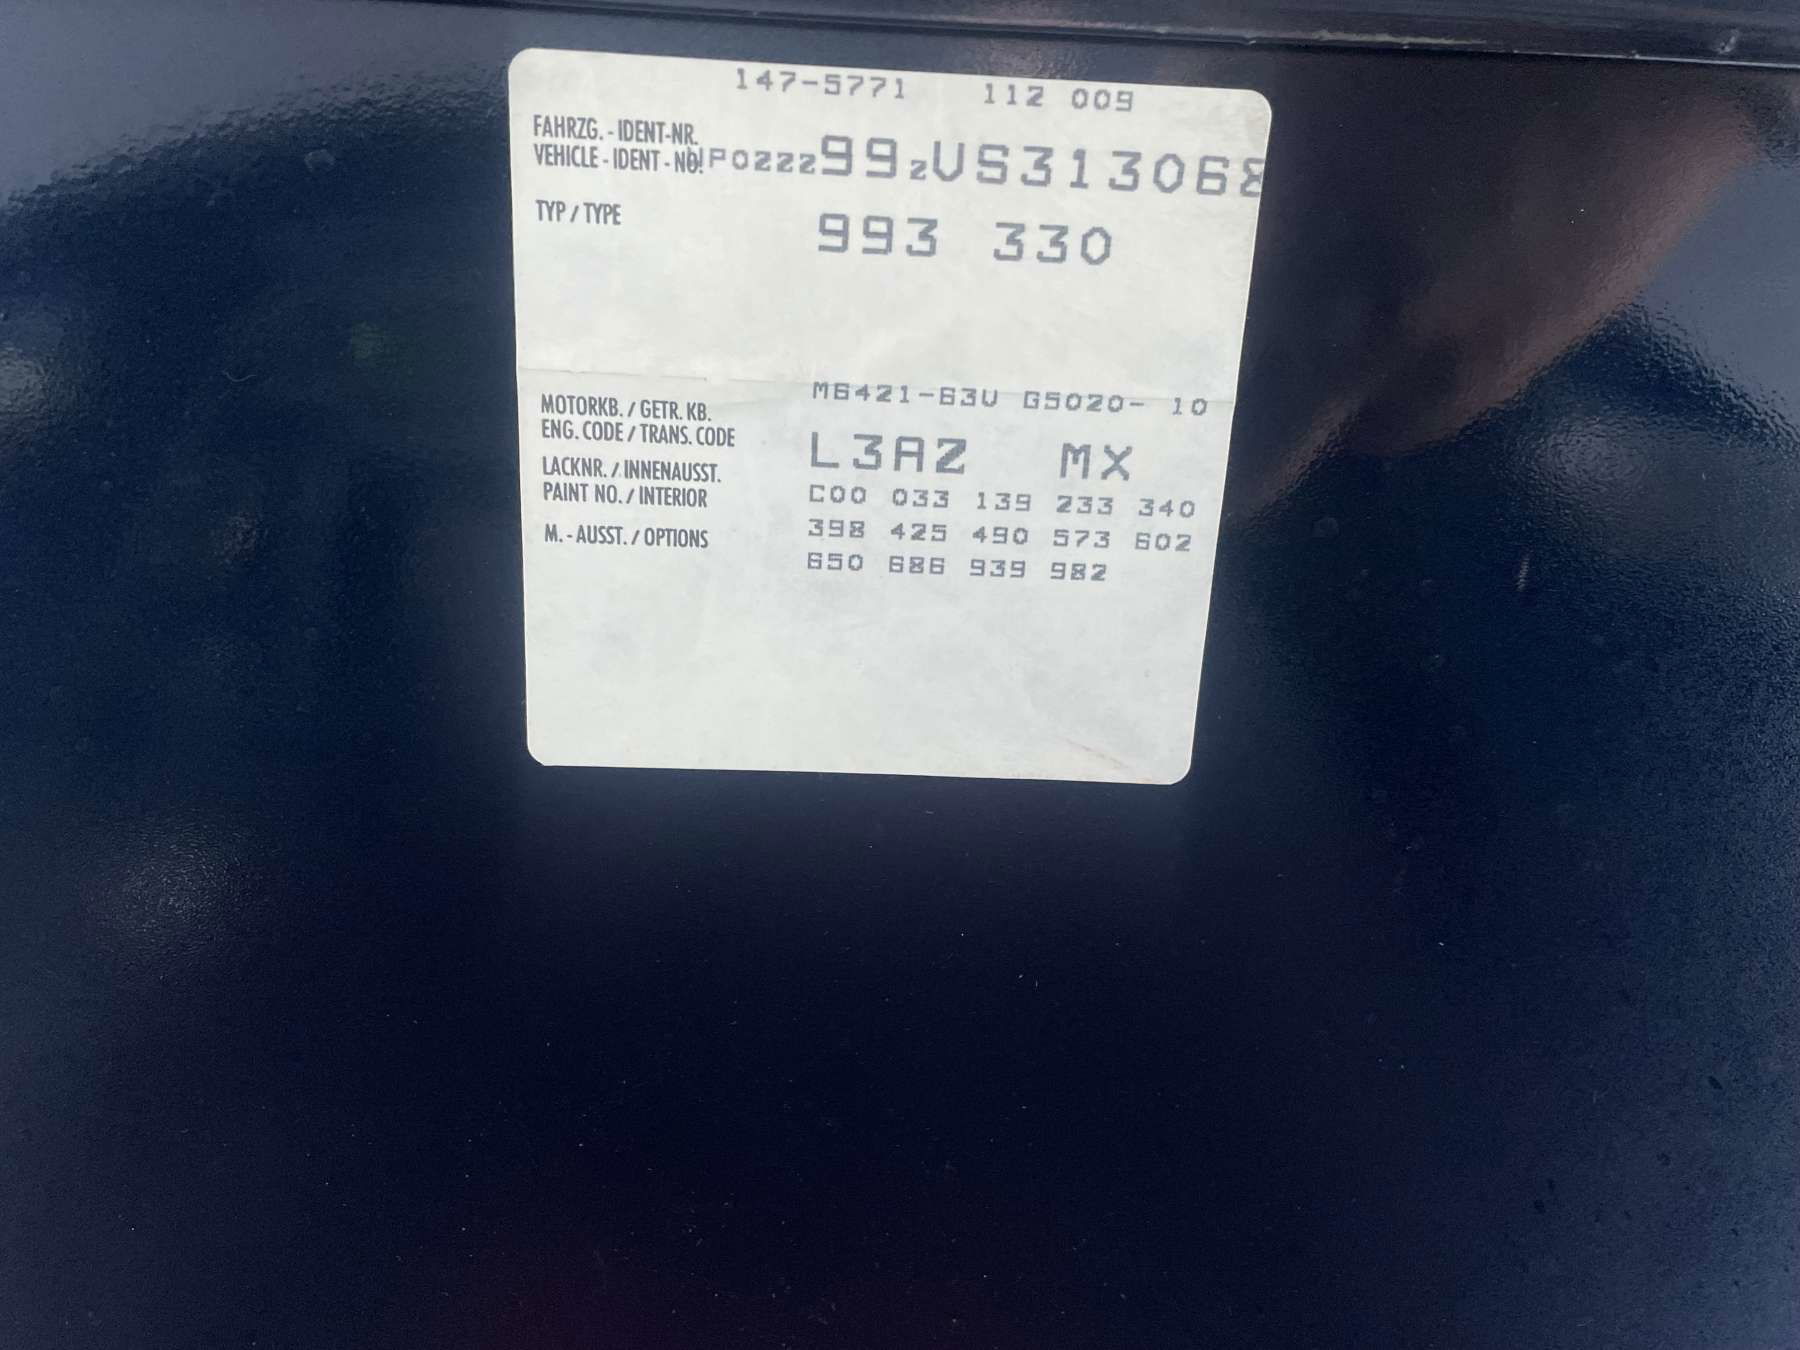 147-5771 112 009
FAHRZG. - IDENT-NR.
VEHICLE - IDENT - NO. WP0ZZZ99ZVS313068
TYP / TYPE 993 330
M6421-63V G5020- 10
MOTORKB. / GETR. KB.
ENG. CODE / TRANS. CODE L3AZ MX
LACKNR. / INNENAUSST.
PAINT NO. / INTERIOR C00 033 139 233 340
M. - AUSST. / OPTIONS 398 425 490 573 602
650 686 939 982